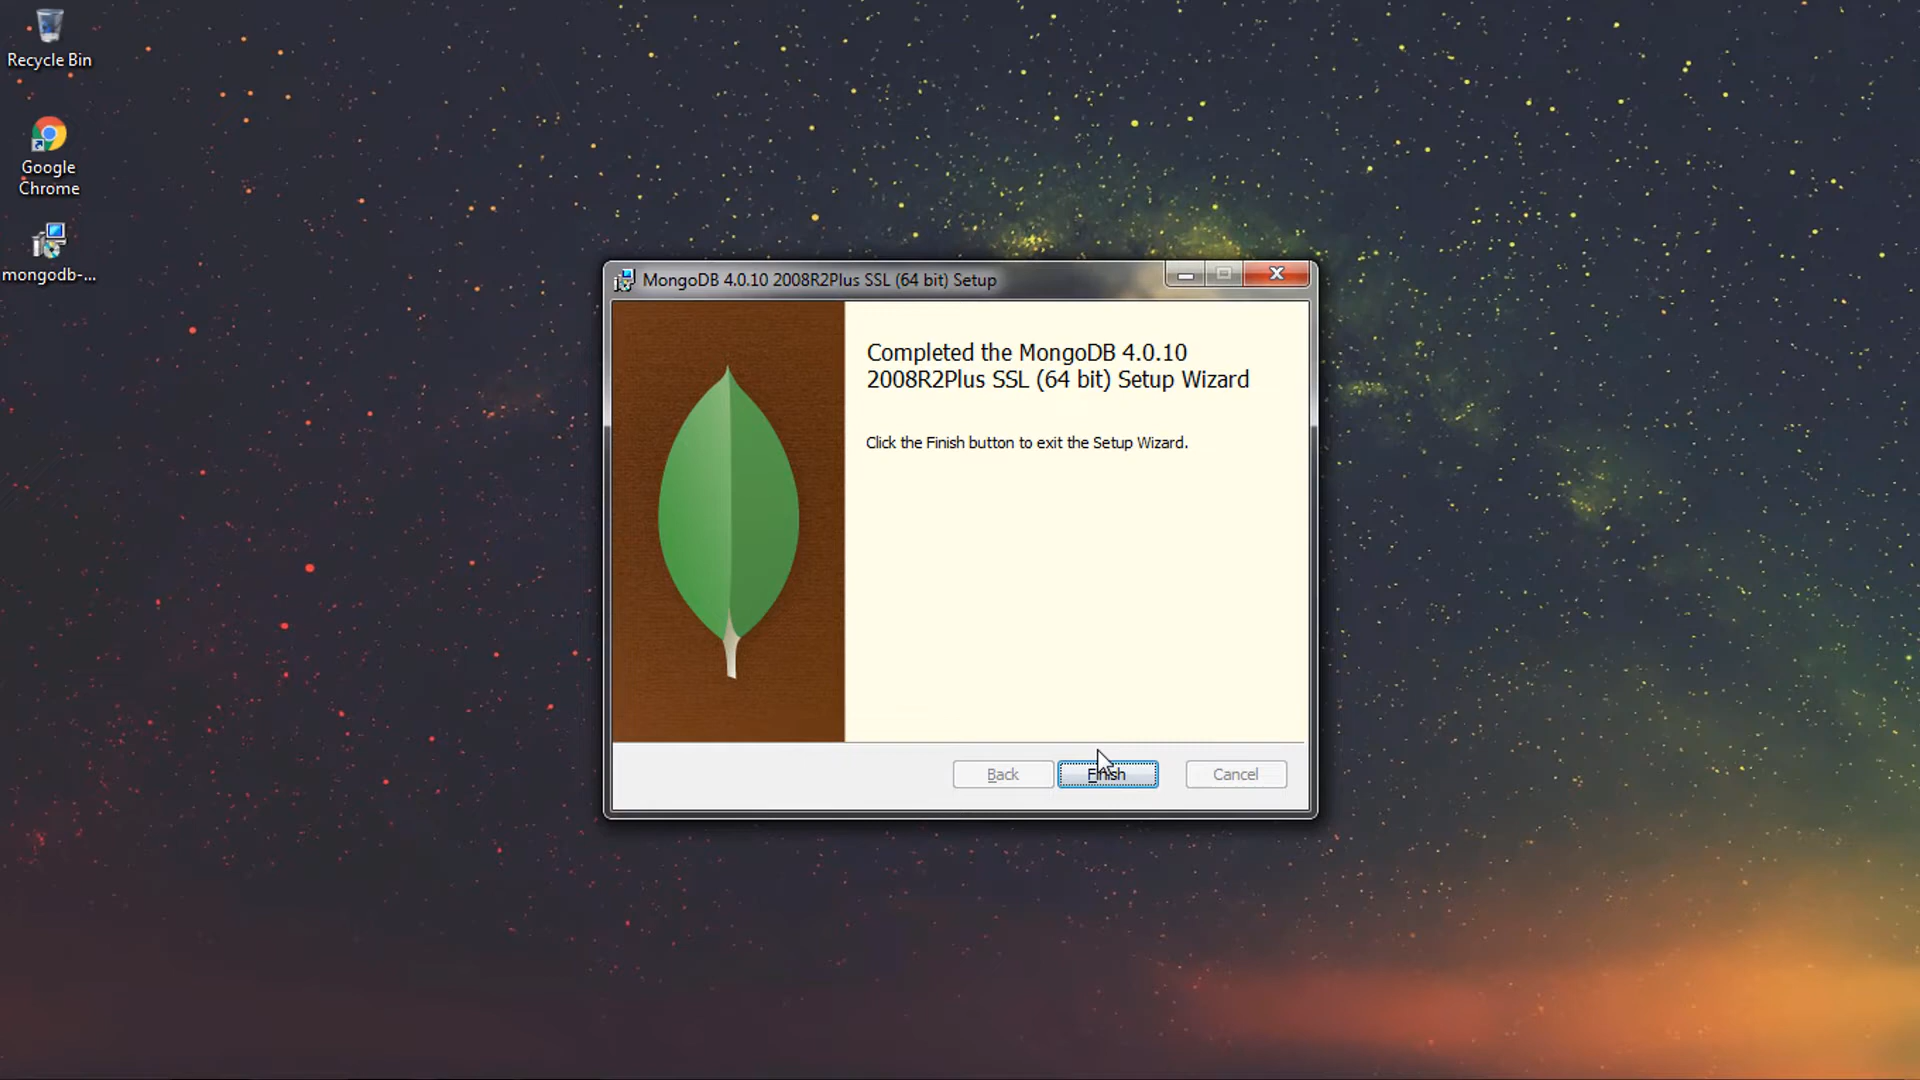 Recycle Bin
Google
Chrome
mongodb-...
MongoDB 4.0.10 2008R2Plus SSL (64 bit) Setup
Completed the MongoDB 4.0.10
2008R2Plus SSL (64 bit) Setup Wizard
Click the Finish button to exit the Setup Wizard.
Back
Finish
Cancel